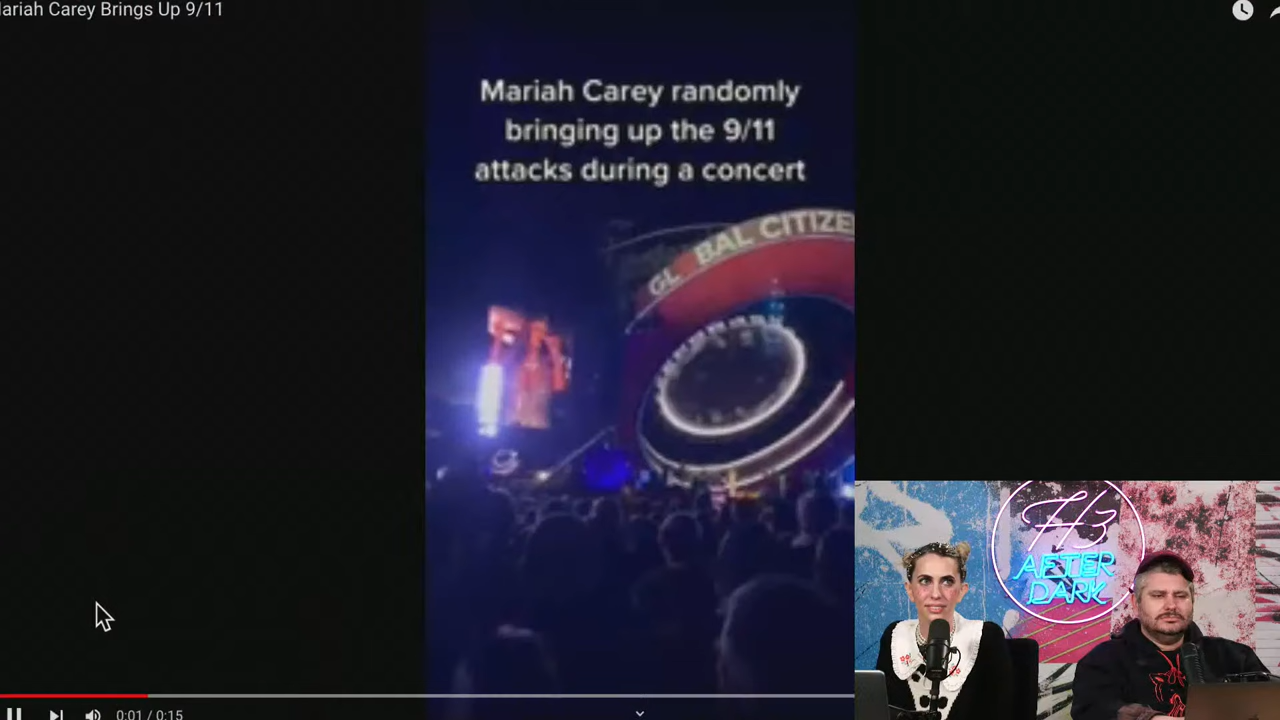 ariah Carey Brings Up 9/11
Mariah Carey randomly
bringing up the 9/11
attacks during a concert
GL BAL CITIZE
H3
AFTER
DARK
0:01 / 0:15